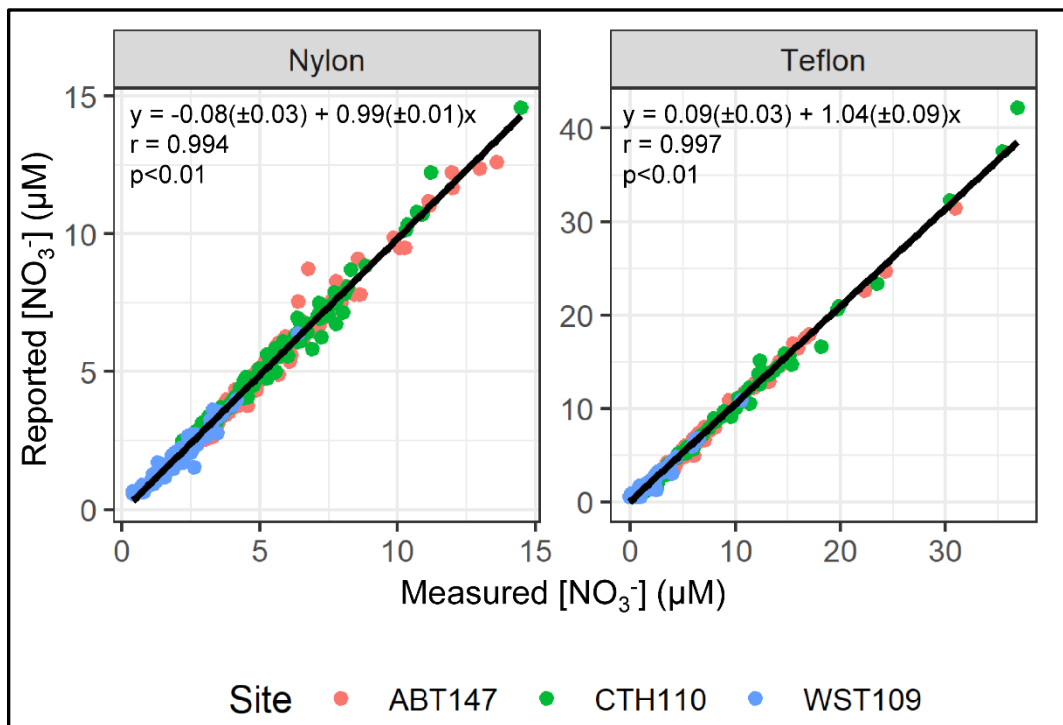 Nylon
Teflon
y = -0.08(±0.03) + 0.99(±0.01)x
r = 0.994
p<0.01
y = 0.09(±0.03) + 1.04(±0.09)x
r = 0.997
p<0.01
Reported [NO₃⁻] (µM)
15
10
5
0
40
30
20
10
0
0 5 10 15
0 10 20 30
Measured [NO₃⁻] (µM)
Site ABT147 CTH110 WST109